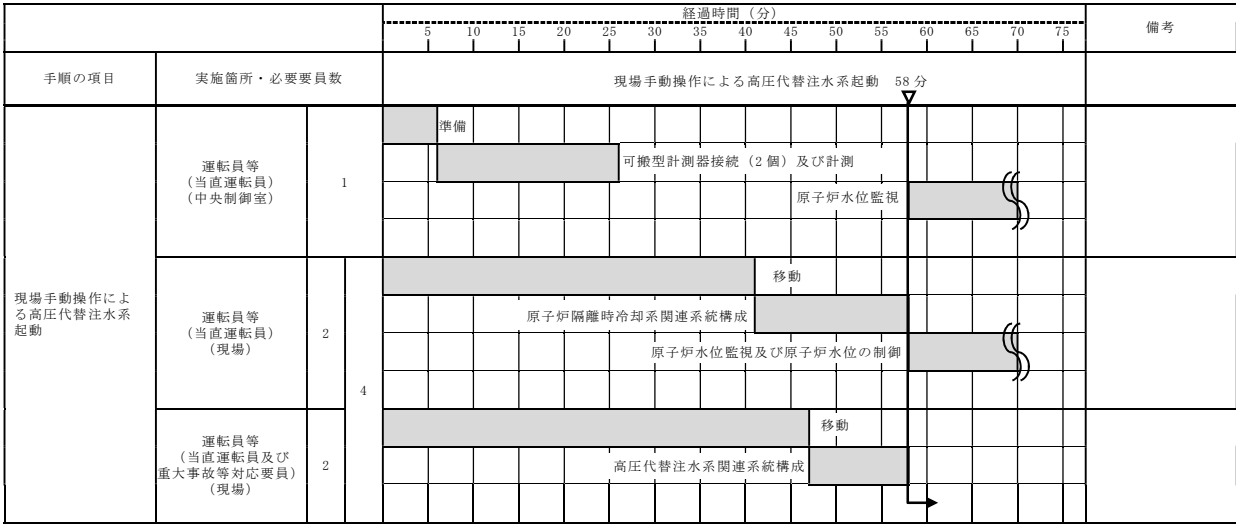 経過時間（分）
備考
5 10 15 20 25 30 35 40 45 50 55 60 65 70 75
手順の項目
実施箇所・必要要員数
現場手動操作による高圧代替注水系起動 58分
現場手動操作によ
る高圧代替注水系
起動
運転員等
（当直運転員）
（中央制御室）
1
準備
可搬型計測器接続（2個）及び計測
原子炉水位監視
運転員等
（当直運転員）
（現場）
2
4
移動
原子炉隔離時冷却系関連系統構成
原子炉水位監視及び原子炉水位の制御
運転員等
（当直運転員及び
重大事故等対応要員）
（現場）
2
移動
高圧代替注水系関連系統構成